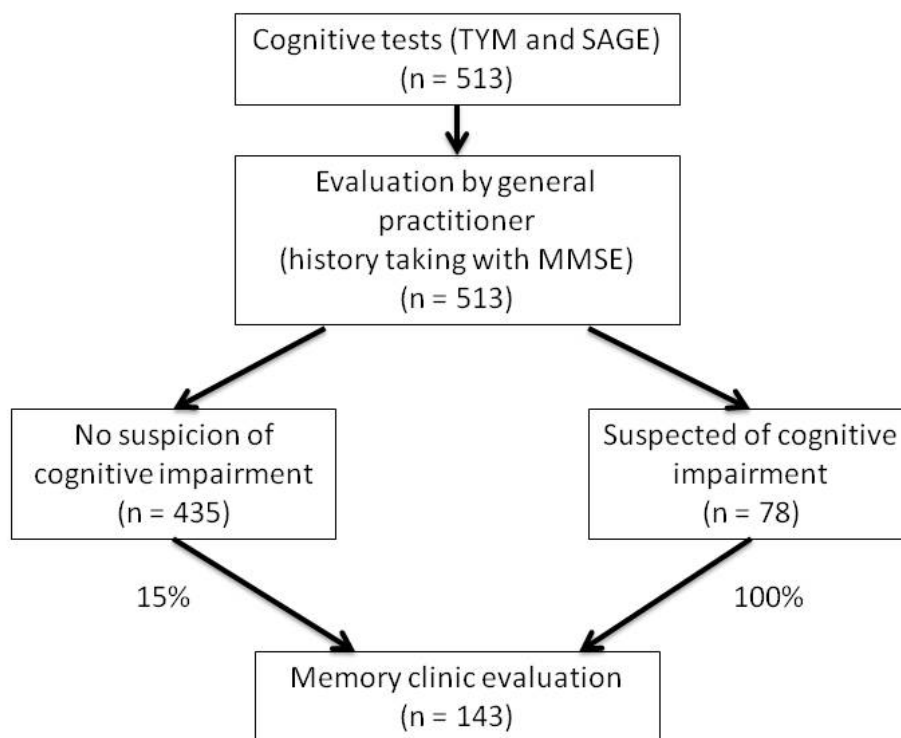 Cognitive tests (TYM and SAGE)
(n = 513)
Evaluation by general
practitioner
(history taking with MMSE)
(n = 513)
No suspicion of
cognitive impairment
(n = 435)
Suspected of cognitive
impairment
(n = 78)
15%
100%
Memory clinic evaluation
(n = 143)